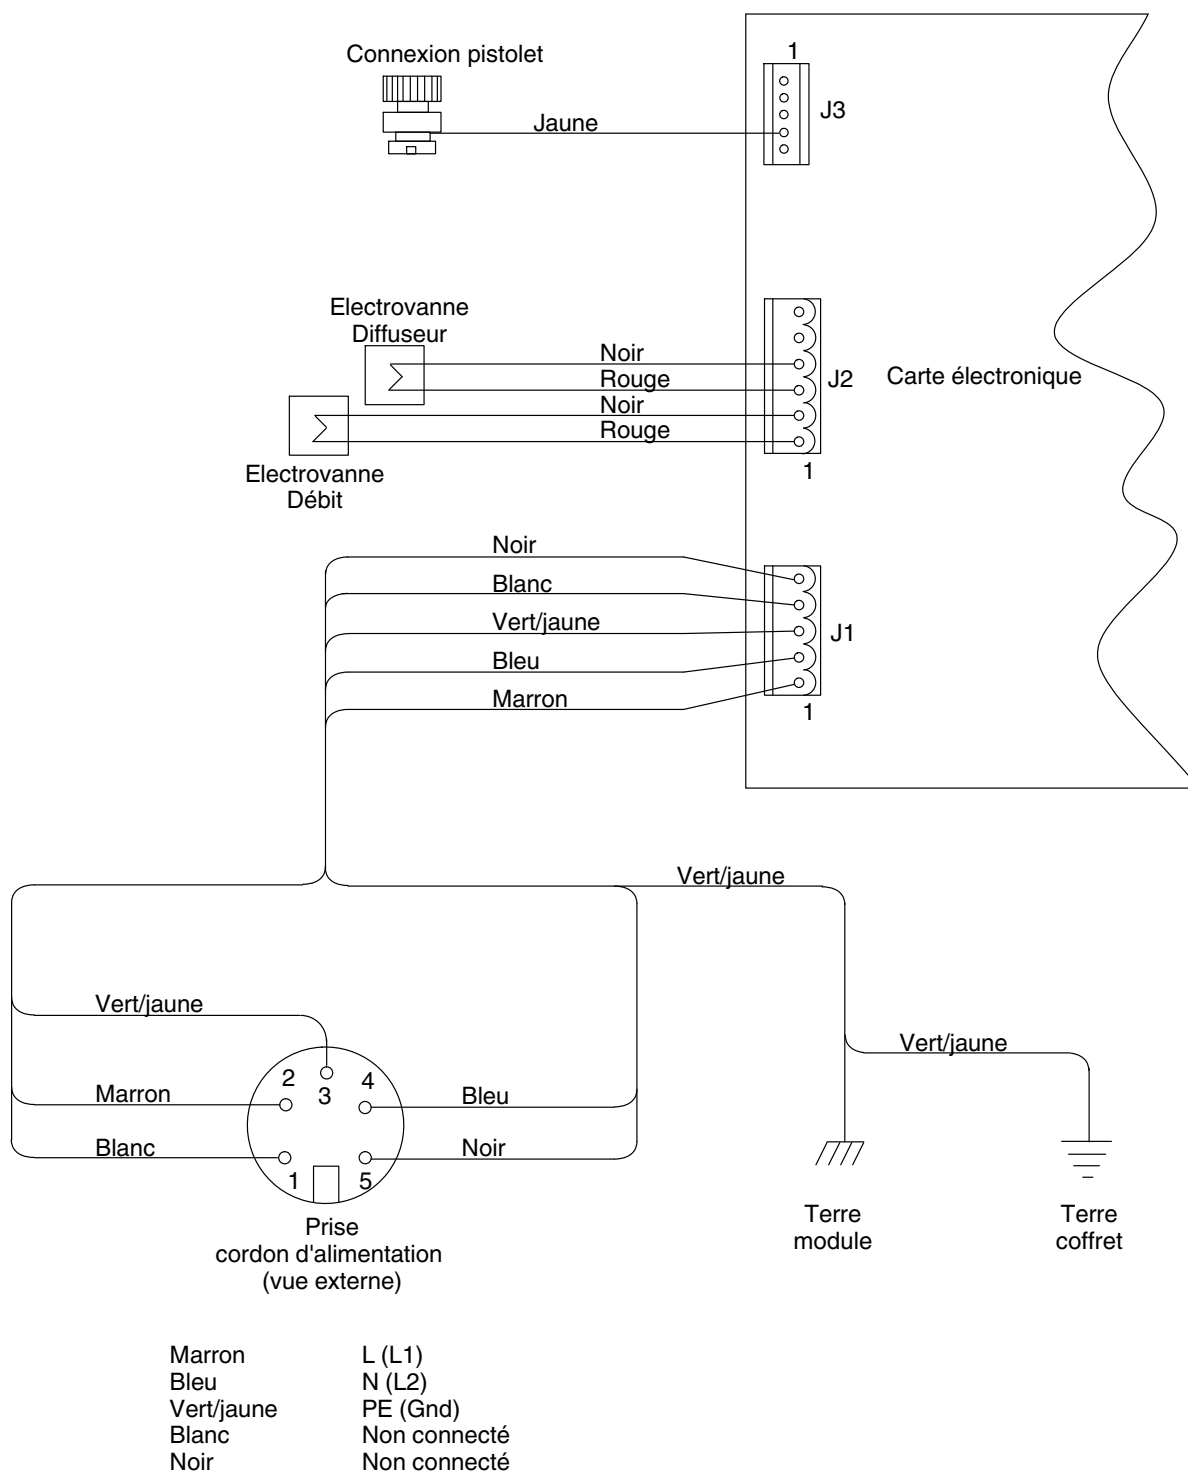 Connexion pistolet
1
J3
Jaune
Electrovanne
Diffuseur
Noir
Rouge
Noir
Rouge
J2
Carte électronique
Electrovanne
Débit
1
Noir
Blanc
Vert/jaune
Bleu
Marron
J1
1
Vert/jaune
Vert/jaune
Vert/jaune
2
3
4
Marron
Bleu
Blanc
Noir
1
5
Prise
cordon d'alimentation
(vue externe)
Terre
module
Terre
coffret
Marron L (L1)
Bleu N (L2)
Vert/jaune PE (Gnd)
Blanc Non connecté
Noir Non connecté